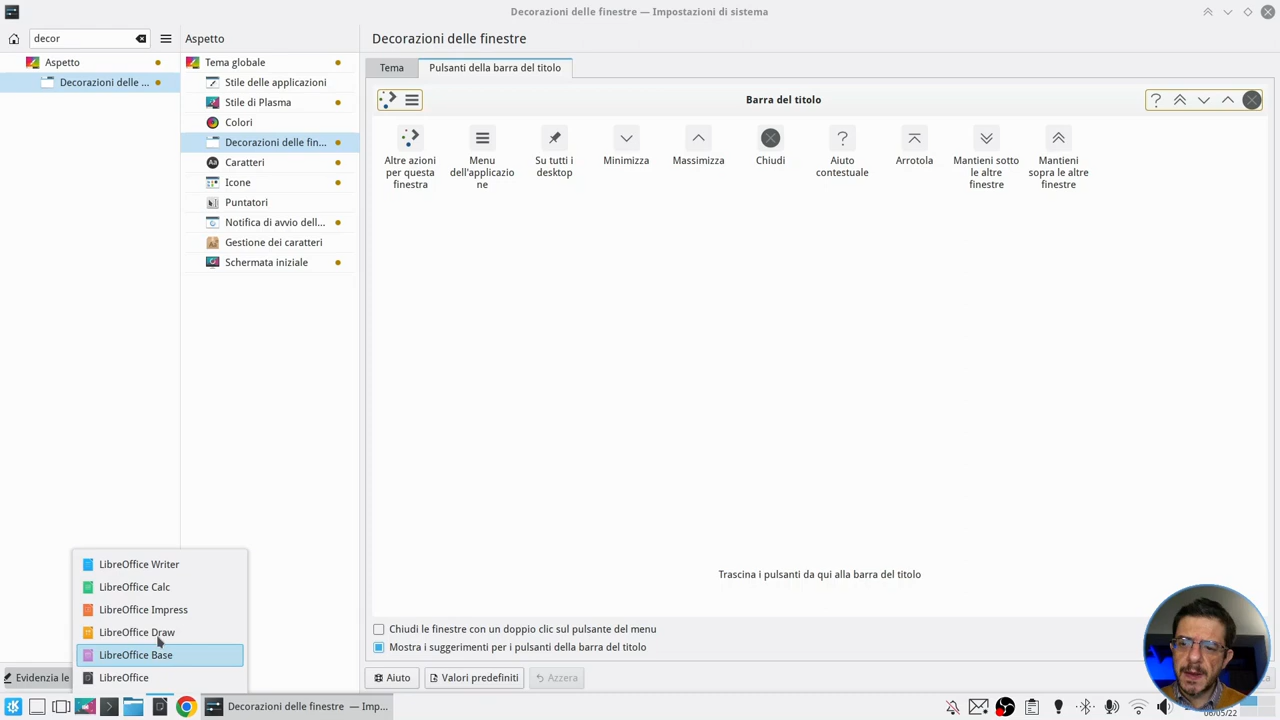 Decorazioni delle finestre — Impostazioni di sistema
decor
Aspetto
Decorazioni delle finestre
Aspetto
Decorazioni delle ...
Tema globale
Stile delle applicazioni
Stile di Plasma
Colori
Decorazioni delle fin...
Caratteri
Icone
Puntatori
Notifica di avvio dell...
Gestione dei caratteri
Schermata iniziale
Tema
Pulsanti della barra del titolo
Barra del titolo
Altre azioni
per questa
finestra
Menu
dell'applicazio
ne
Su tutti i
desktop
Minimizza
Massimizza
Chiudi
Aiuto
contestuale
Arrotola
Mantieni sotto
le altre
finestre
Mantieni
sopra le altre
finestre
Trascina i pulsanti da qui alla barra del titolo
Chiudi le finestre con un doppio clic sul pulsante del menu
Mostra i suggerimenti per i pulsanti della barra del titolo
Aiuto
Valori predefiniti
Azzera
LibreOffice Writer
LibreOffice Calc
LibreOffice Impress
LibreOffice Draw
LibreOffice Base
LibreOffice
Evidenzia le
Decorazioni delle finestre — Imp...
06/05/22